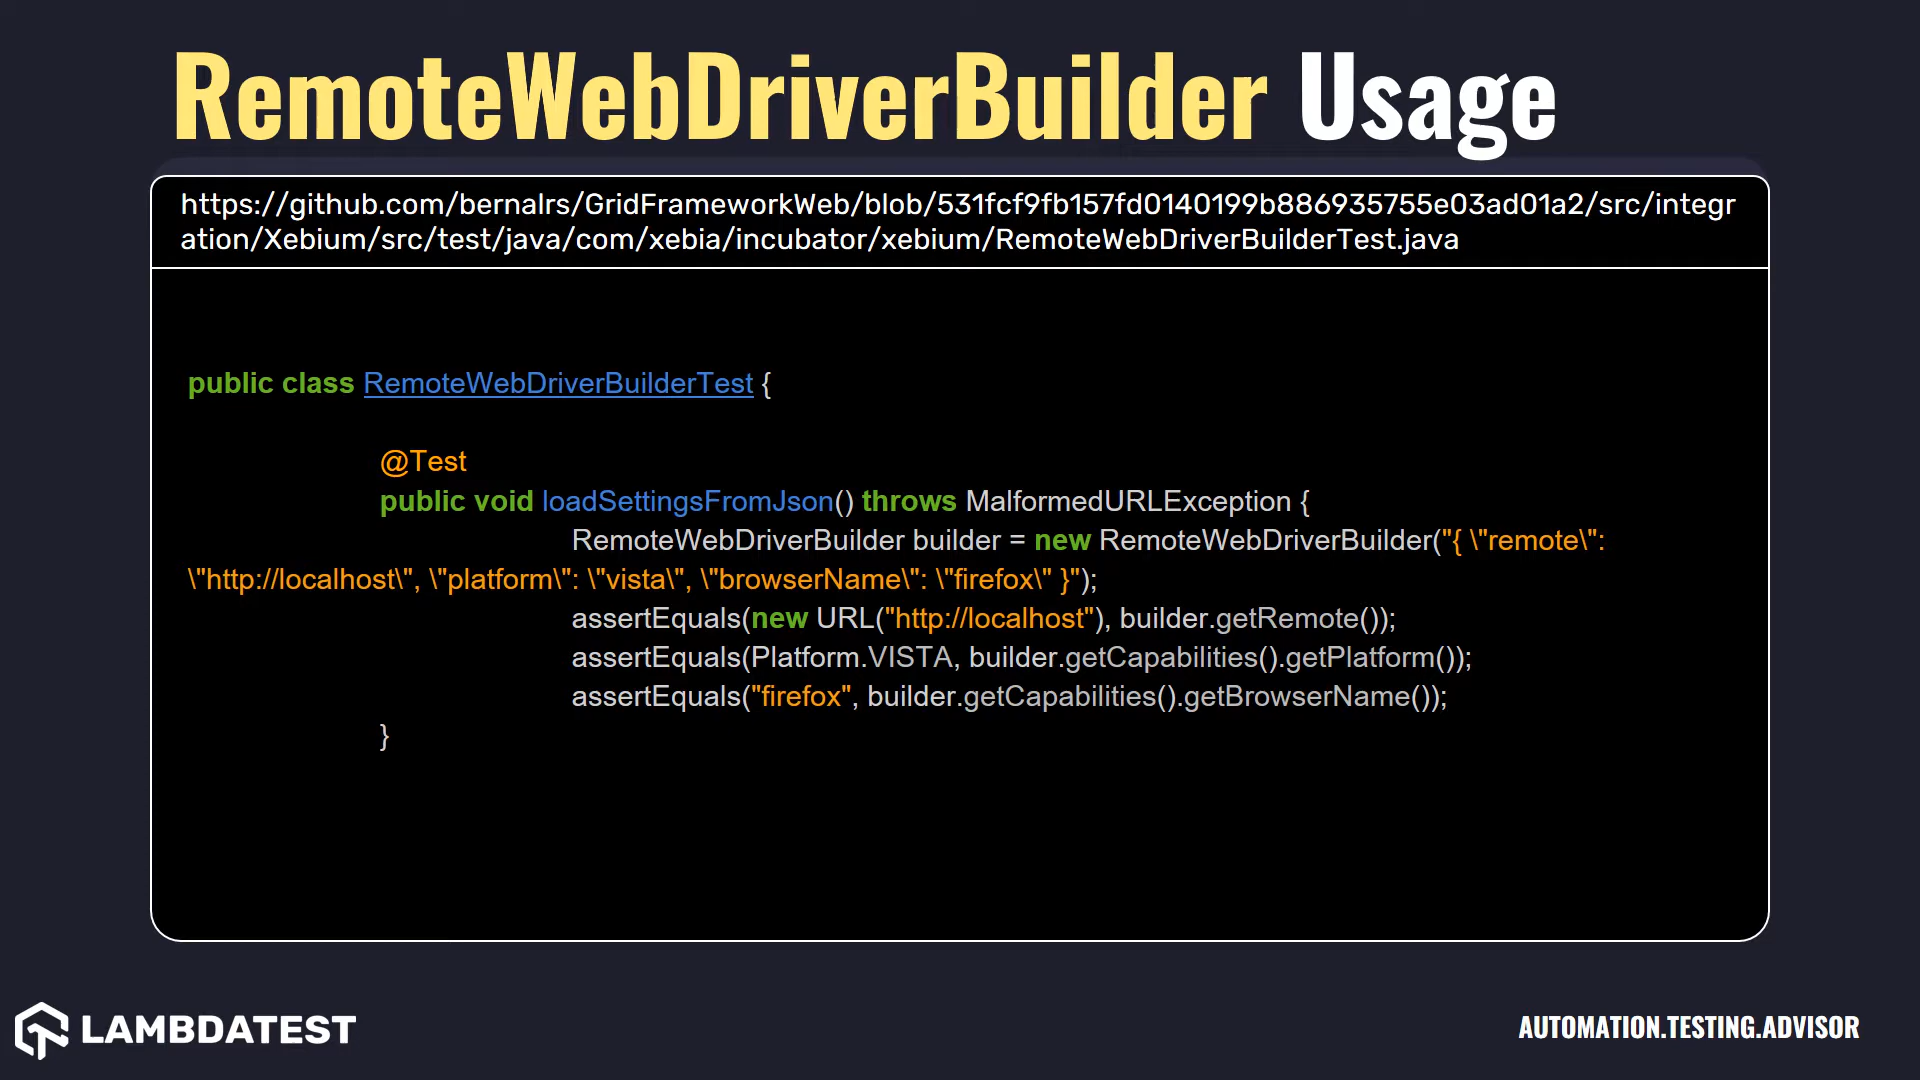 RemoteWebDriverBuilder Usage
https://github.com/bernalrs/GridFrameworkWeb/blob/531fcf9fb157fd0140199b886935755e03ad01a2/src/integr
ation/Xebium/src/test/java/com/xebia/incubator/xebium/RemoteWebDriverBuilderTest.java
public class RemoteWebDriverBuilderTest {
@Test
public void loadSettingsFromJson() throws MalformedURLException {
RemoteWebDriverBuilder builder = new RemoteWebDriverBuilder("{ \"remote\":
\"http://localhost\", \"platform\": \"vista\", \"browserName\": \"firefox\" }");
assertEquals(new URL("http://localhost"), builder.getRemote());
assertEquals(Platform.VISTA, builder.getCapabilities().getPlatform());
assertEquals("firefox", builder.getCapabilities().getBrowserName());
}
LAMBDATEST
AUTOMATION.TESTING.ADVISOR